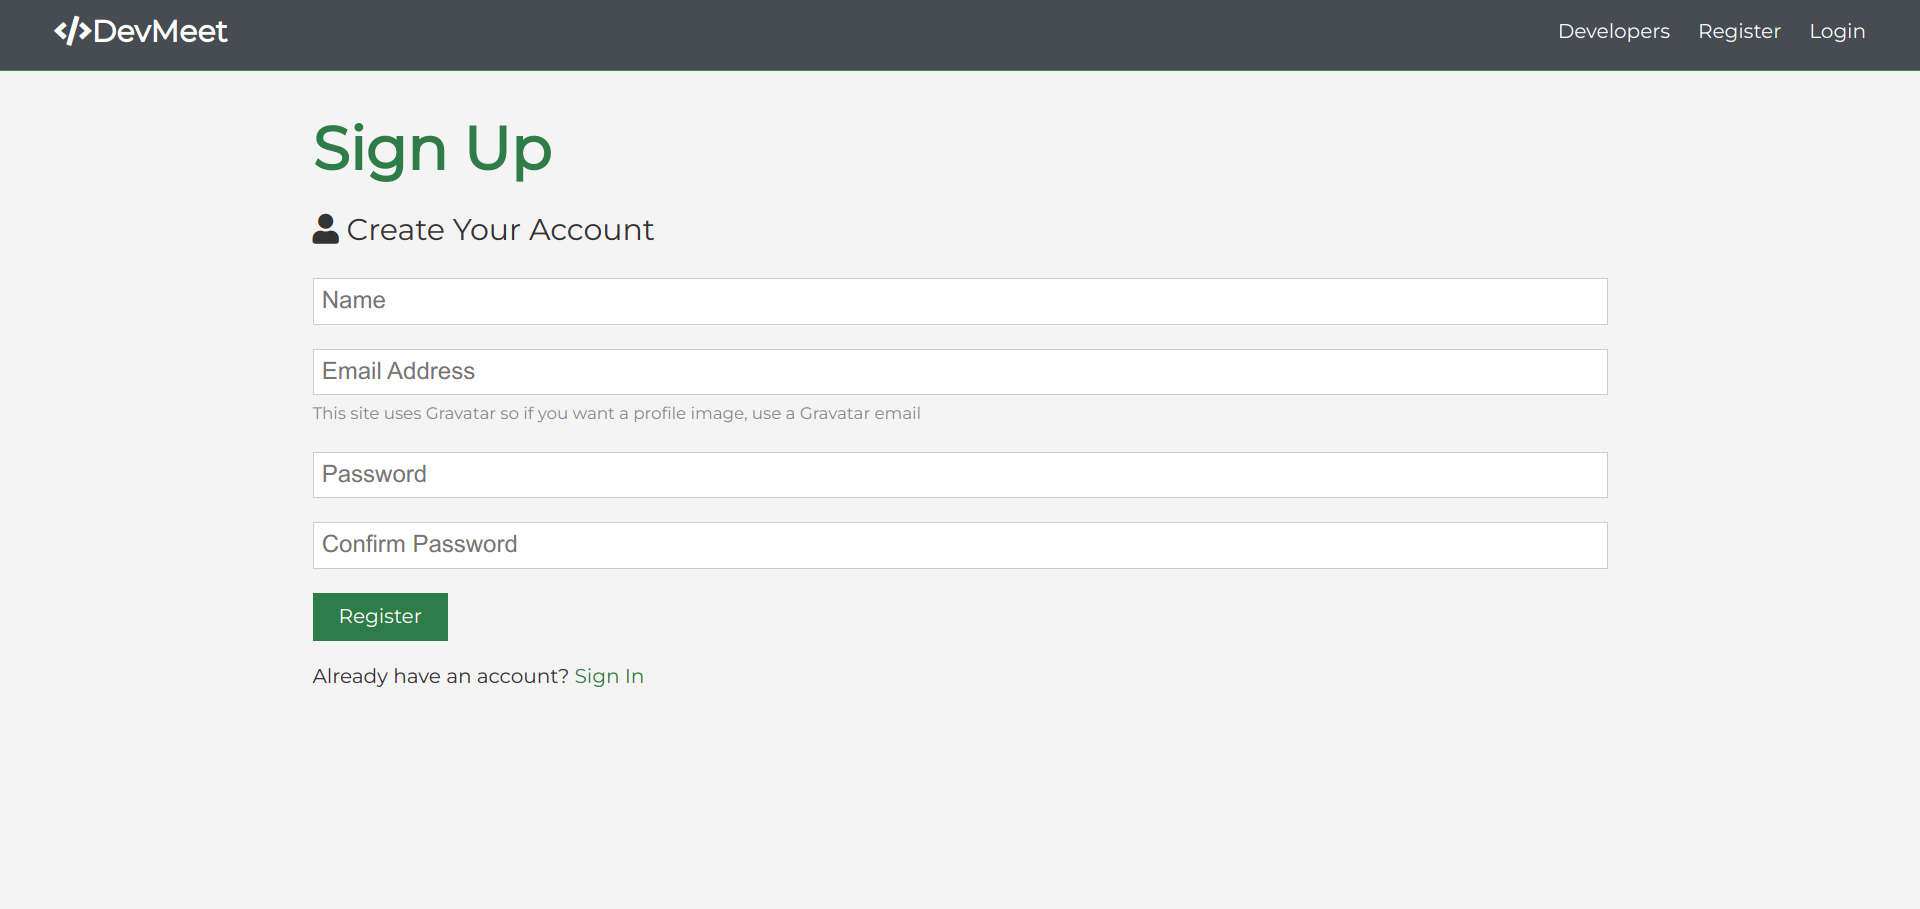 </>DevMeet Developers Register Login
Sign Up
Create Your Account
Name
Email Address
This site uses Gravatar so if you want a profile image, use a Gravatar email
Password
Confirm Password
Register
Already have an account? Sign In